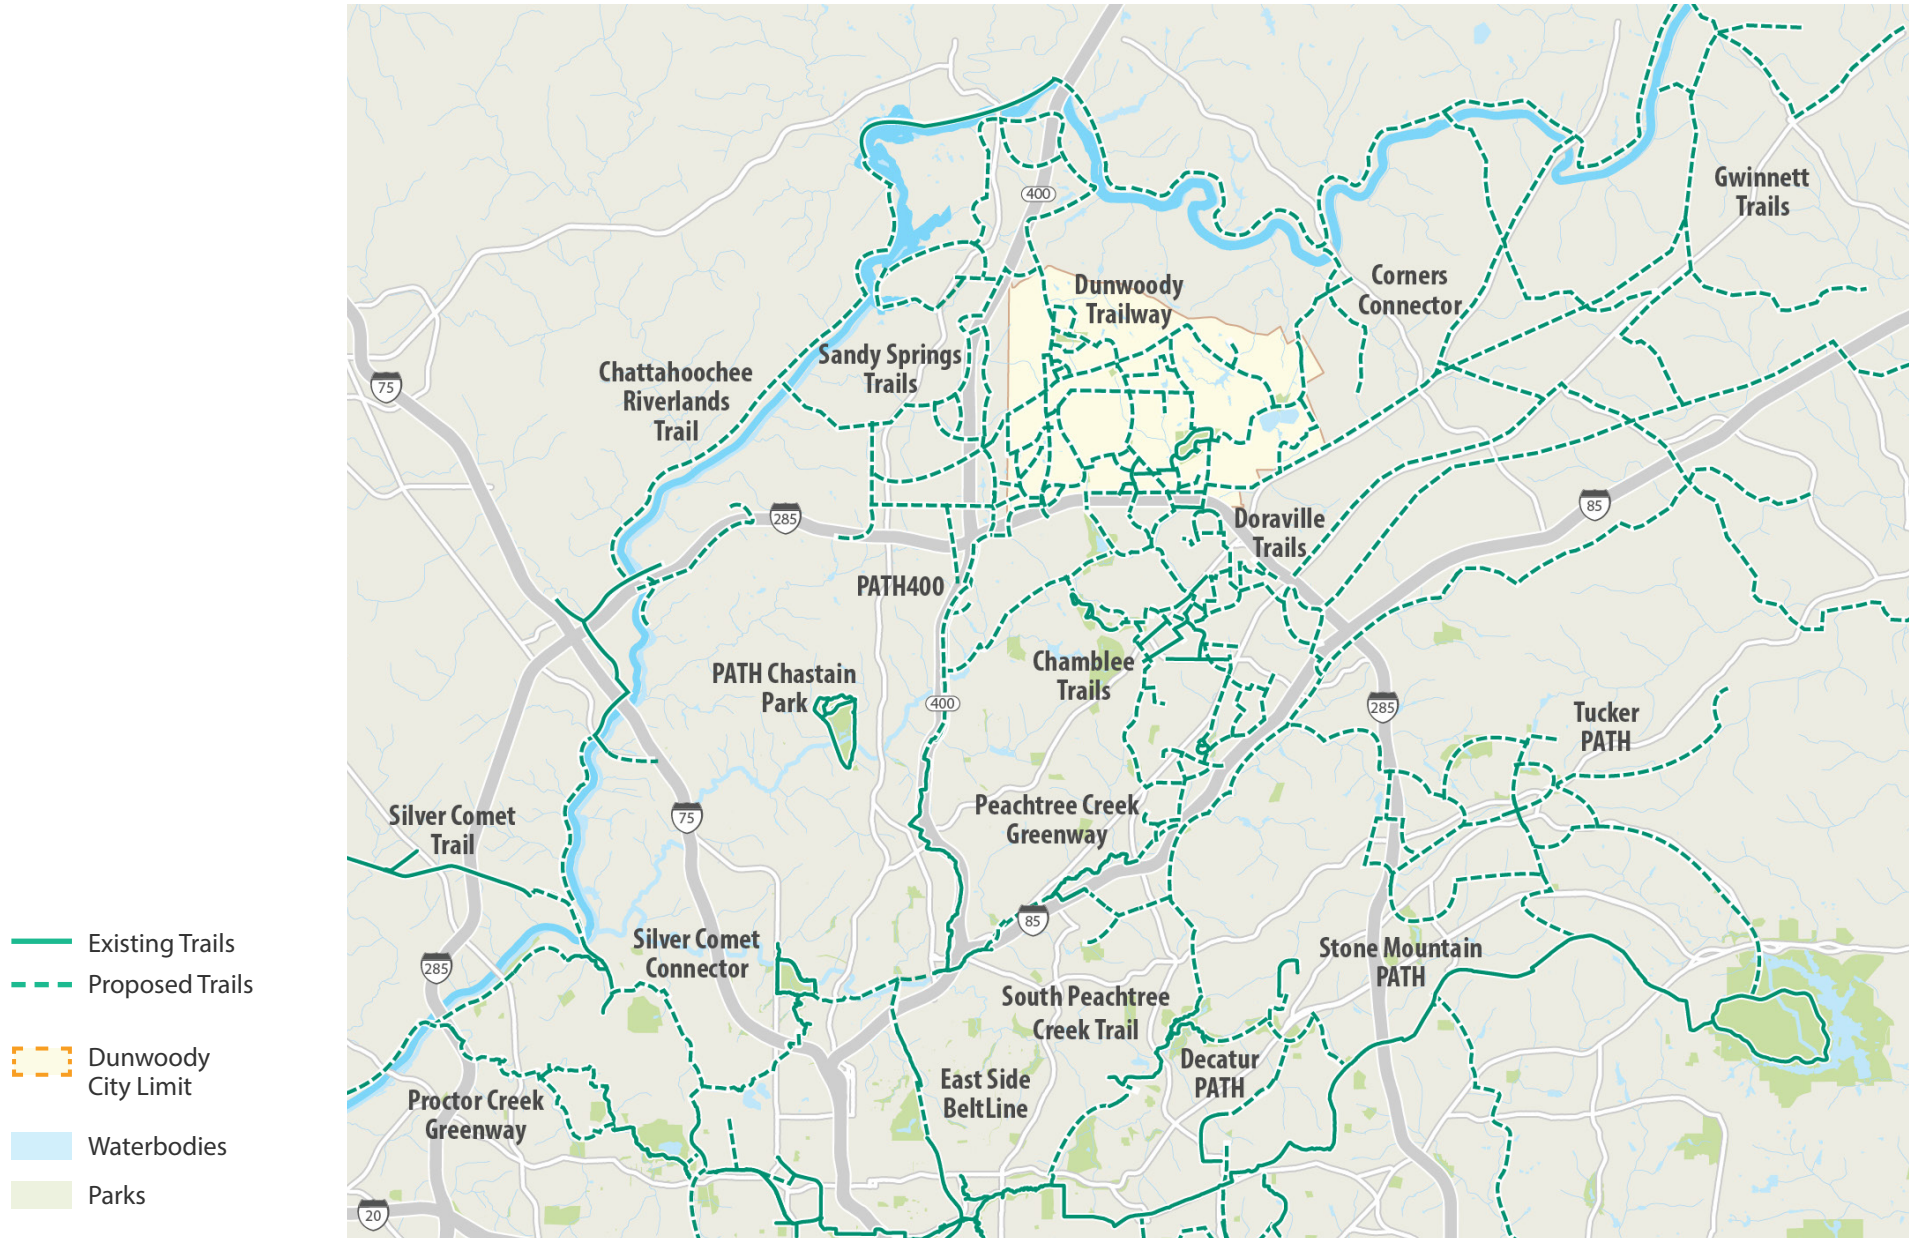 400
Gwinnett
Trails
Corners
Connector
Dunwoody
Trailway
Sandy Springs
Trails
Chattahoochee
Riverlands
Trail
75
285
85
Doraville
Trails
PATH400
PATH Chastain
Park
400
Chamblee
Trails
285
Tucker
PATH
75
Silver Comet
Trail
Peachtree Creek
Greenway
85
Silver Comet
Connector
285
Stone Mountain
PATH
South Peachtree
Creek Trail
Decatur
PATH
East Side
BeltLine
Proctor Creek
Greenway
20
Existing Trails
Proposed Trails
Dunwoody
City Limit
Waterbodies
Parks